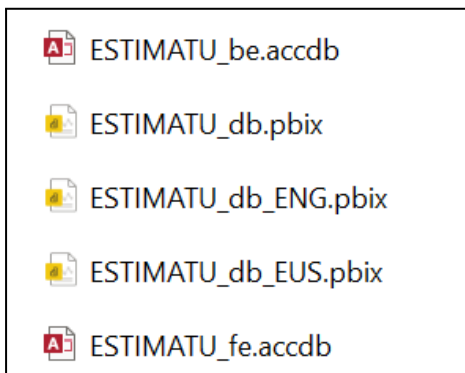 ESTIMATU_be.accdb
ESTIMATU_db.pbix
ESTIMATU_db_ENG.pbix
ESTIMATU_db_EUS.pbix
ESTIMATU_fe.accdb